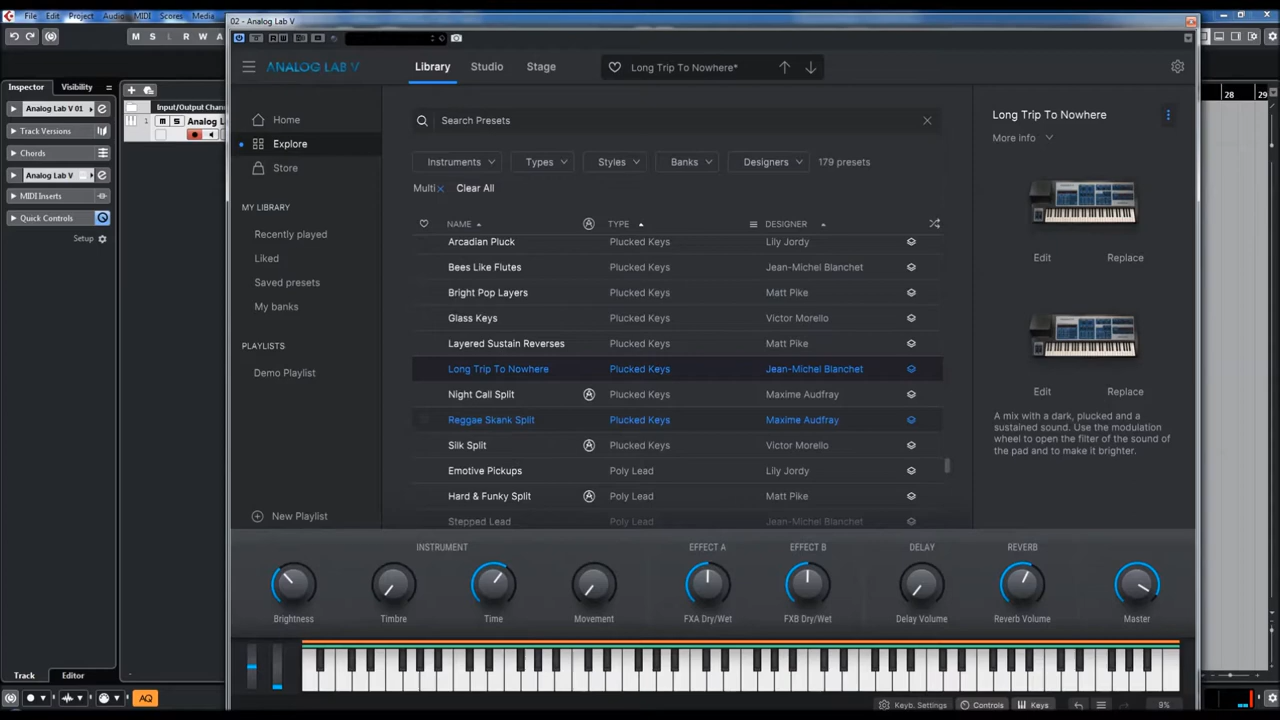 File Edit Project Audio MIDI Scores Media
02 - Analog Lab V
M S L R W A
ANALOG LAB V
Library Studio Stage
Long Trip To Nowhere*
Inspector Visibility
Input/Output Chann
Analog Lab V 01
Analog L
Track Versions
Chords
Analog Lab V
MIDI Inserts
Quick Controls
Setup
28 29
Home
Explore
Store
MY LIBRARY
Recently played
Liked
Saved presets
My banks
PLAYLISTS
Demo Playlist
New Playlist
Search Presets
Instruments Types Styles Banks Designers 179 presets
Multi× Clear All
NAME TYPE DESIGNER
Arcadian Pluck Plucked Keys Lily Jordy
Bees Like Flutes Plucked Keys Jean-Michel Blanchet
Bright Pop Layers Plucked Keys Matt Pike
Glass Keys Plucked Keys Victor Morello
Layered Sustain Reverses Plucked Keys Matt Pike
Long Trip To Nowhere Plucked Keys Jean-Michel Blanchet
Night Call Split Plucked Keys Maxime Audfray
Reggae Skank Split Plucked Keys Maxime Audfray
Silk Split Plucked Keys Victor Morello
Emotive Pickups Poly Lead Lily Jordy
Hard & Funky Split Poly Lead Matt Pike
Stepped Lead Poly Lead Jean-Michel Blanchet
Long Trip To Nowhere
More info
Edit Replace
Edit Replace
A mix with a dark, plucked and a
sustained sound. Use the modulation
wheel to open the filter of the sound of
the pad and to make it brighter.
INSTRUMENT EFFECT A EFFECT B DELAY REVERB
Brightness Timbre Time Movement FXA Dry/Wet FXB Dry/Wet Delay Volume Reverb Volume Master
Track Editor
AQ
Keyb. Settings Controls Keys 9%